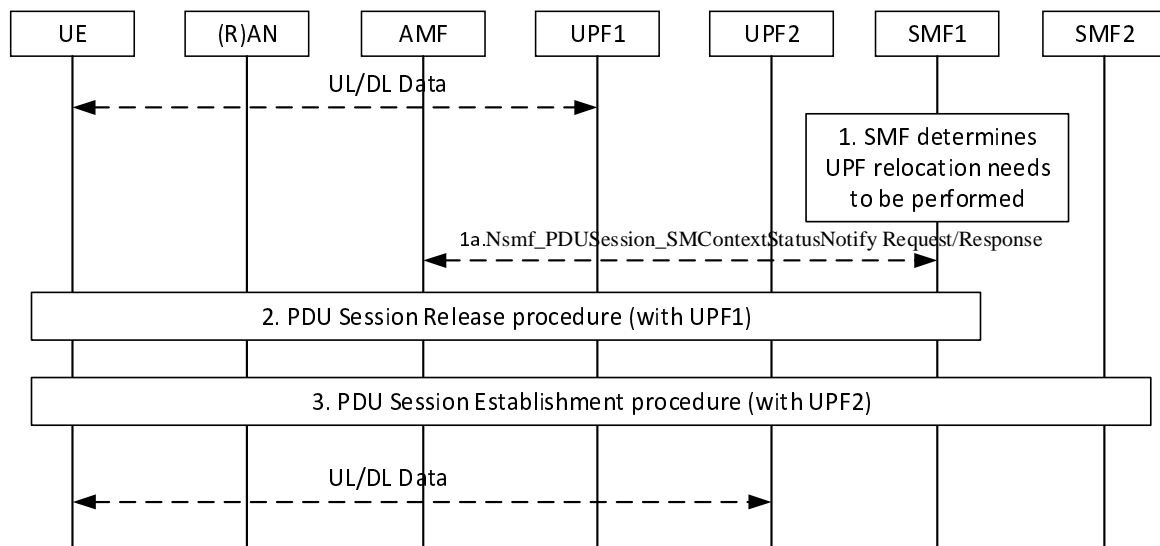 UE
(R)AN
AMF
UPF1
UPF2
SMF1
SMF2
UL/DL Data
1. SMF determines
UPF relocation needs
to be performed
1a.Nsmf_PDUSession_SMContextStatusNotify Request/Response
2. PDU Session Release procedure (with UPF1)
3. PDU Session Establishment procedure (with UPF2)
UL/DL Data